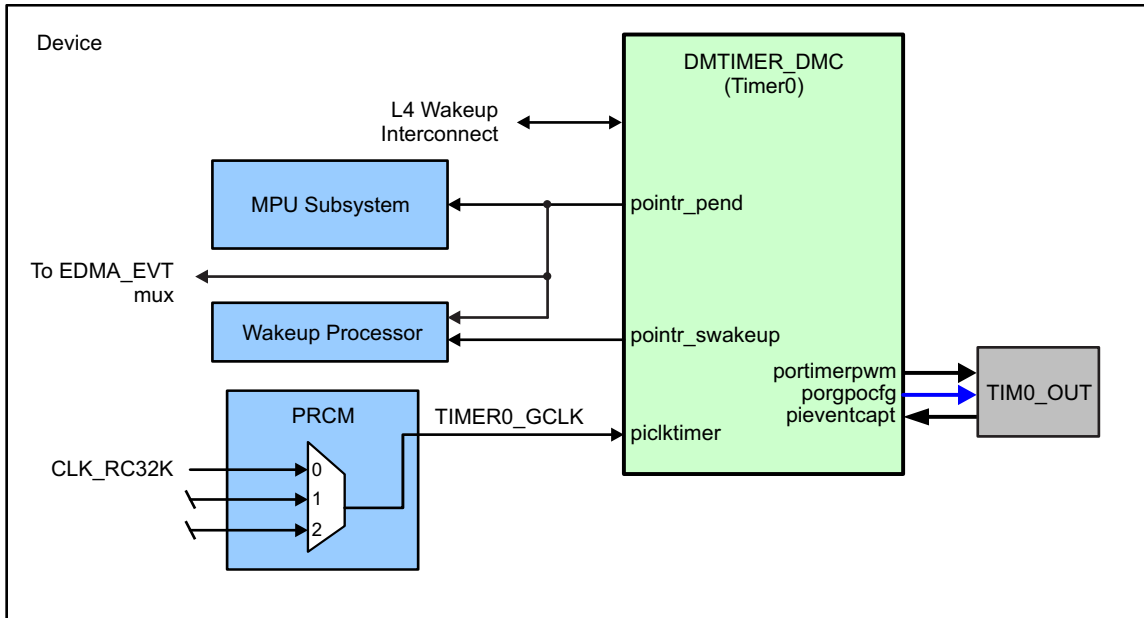 Device
DMTIMER_DMC
(Timer0)
L4 Wakeup
Interconnect
MPU Subsystem
pointr_pend
To EDMA_EVT
mux
Wakeup Processor
pointr_swakeup
portimerpwm
porgpocfg
pieventcapt
TIM0_OUT
PRCM
TIMER0_GCLK
piclktimer
CLK_RC32K
0
1
2